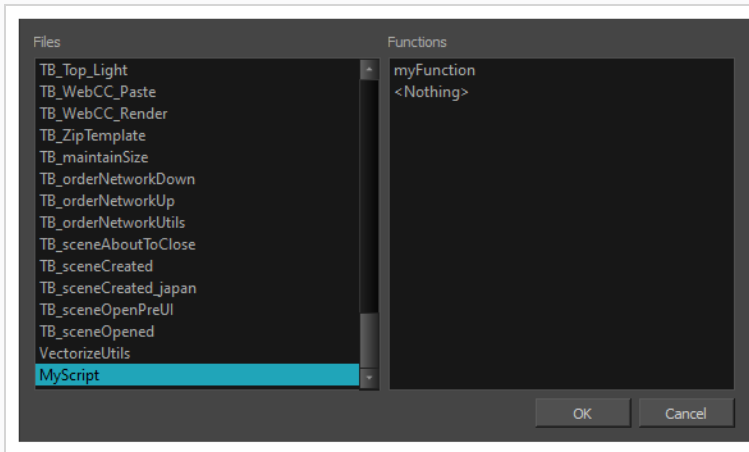 Files
TB_Top_Light
TB_WebCC_Paste
TB_WebCC_Render
TB_ZipTemplate
TB_maintainSize
TB_orderNetworkDown
TB_orderNetworkUp
TB_orderNetworkUtils
TB_sceneAboutToClose
TB_sceneCreated
TB_sceneCreated_japan
TB_sceneOpenPreUI
TB_sceneOpened
VectorizeUtils
MyScript
Functions
myFunction
<Nothing>
OK
Cancel